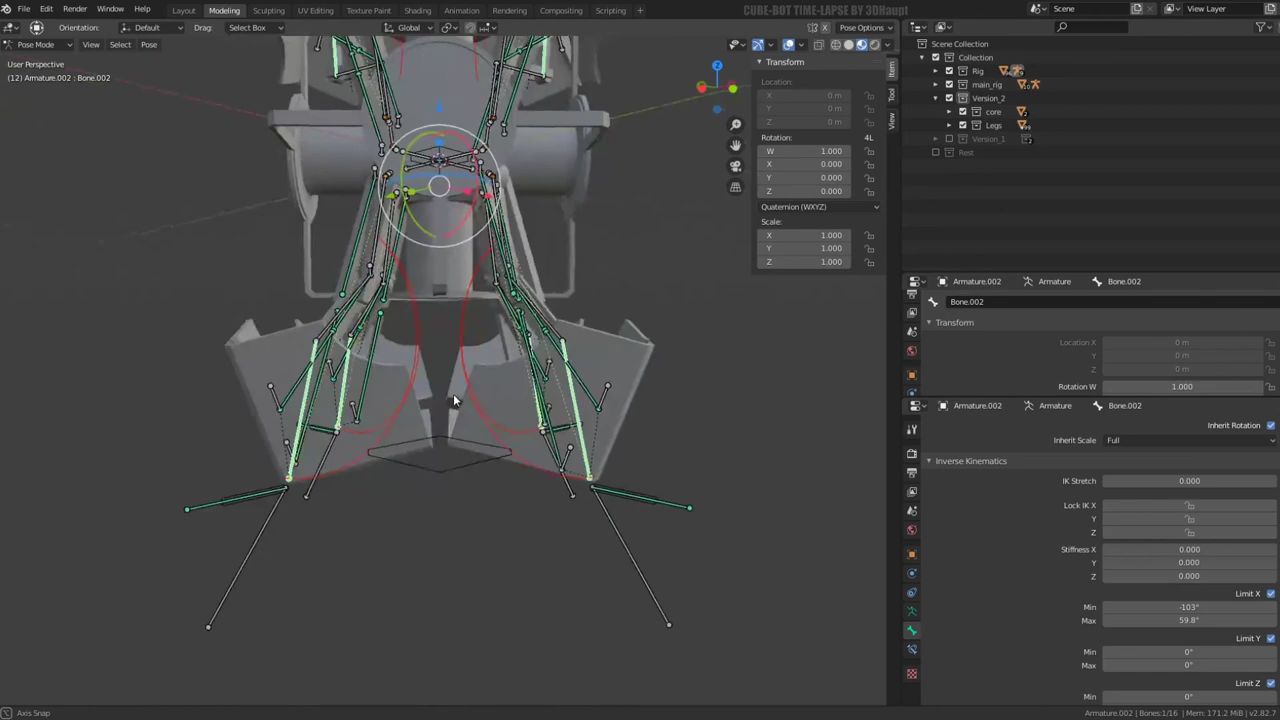 File Edit Render Window Help Layout Modeling Sculpting UV Editing Texture Paint Shading Animation Rendering Compositing Scripting + CUBE-BOT TIME-LAPSE BY 3DHaupt Scene View Layer
Orientation: Default Drag: Select Box Global Pose Options
Pose Mode View Select Pose
User Perspective
(12) Armature.002 : Bone.002
Z
Transform
Location:
X 0 m
Y 0 m
Z 0 m
Rotation: 4L
W 1.000
X 0.000
Y 0.000
Z 0.000
Quaternion (WXYZ)
Scale:
X 1.000
Y 1.000
Z 1.000
Item
Tool
View
Scene Collection
Collection
Rig
main_rig
Version_2
core
Legs
Version_1
Rest
Armature.002 Armature Bone.002
Bone.002
Transform
Location X 0 m
Y 0 m
Z 0 m
Rotation W 1.000
Armature.002 Armature Bone.002
Inherit Rotation
Inherit Scale Full
Inverse Kinematics
IK Stretch 0.000
Lock IK X
Y
Z
Stiffness X 0.000
Y 0.000
Z 0.000
Limit X
Min -103°
Max 59.8°
Limit Y
Min 0°
Max 0°
Limit Z
Min 0°
Axis Snap
Armature.002 | Bones:1/16 | Mem: 171.2 MiB | v2.82.7